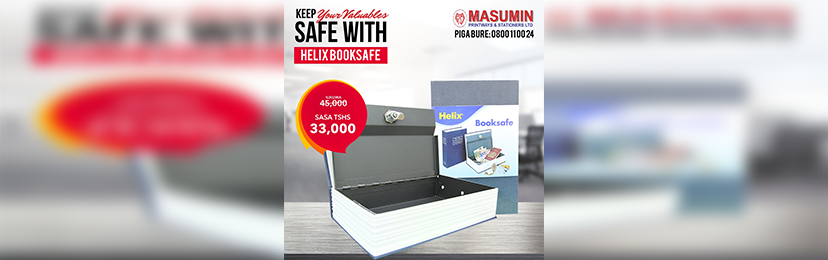 KEEP Your Valuables
SAFE WITH
HELIX BOOKSAFE
MASUMIN
PRINTWAYS & STATIONERS LTD
PIGA BURE: 0800110024
45,000
SASA TSHS
33,000
Helix
Booksafe